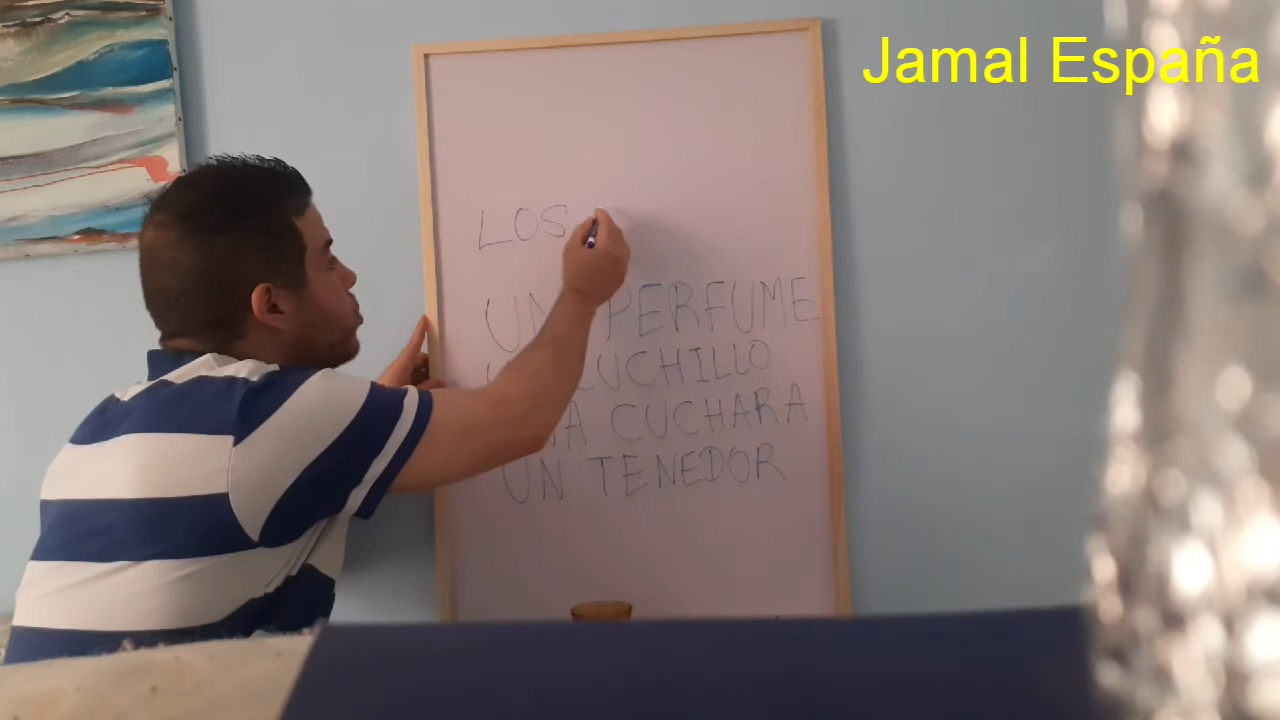 Jamal España
LOS
UN PERFUME
CUCHILLO
CUCHARA
UN TENEDOR